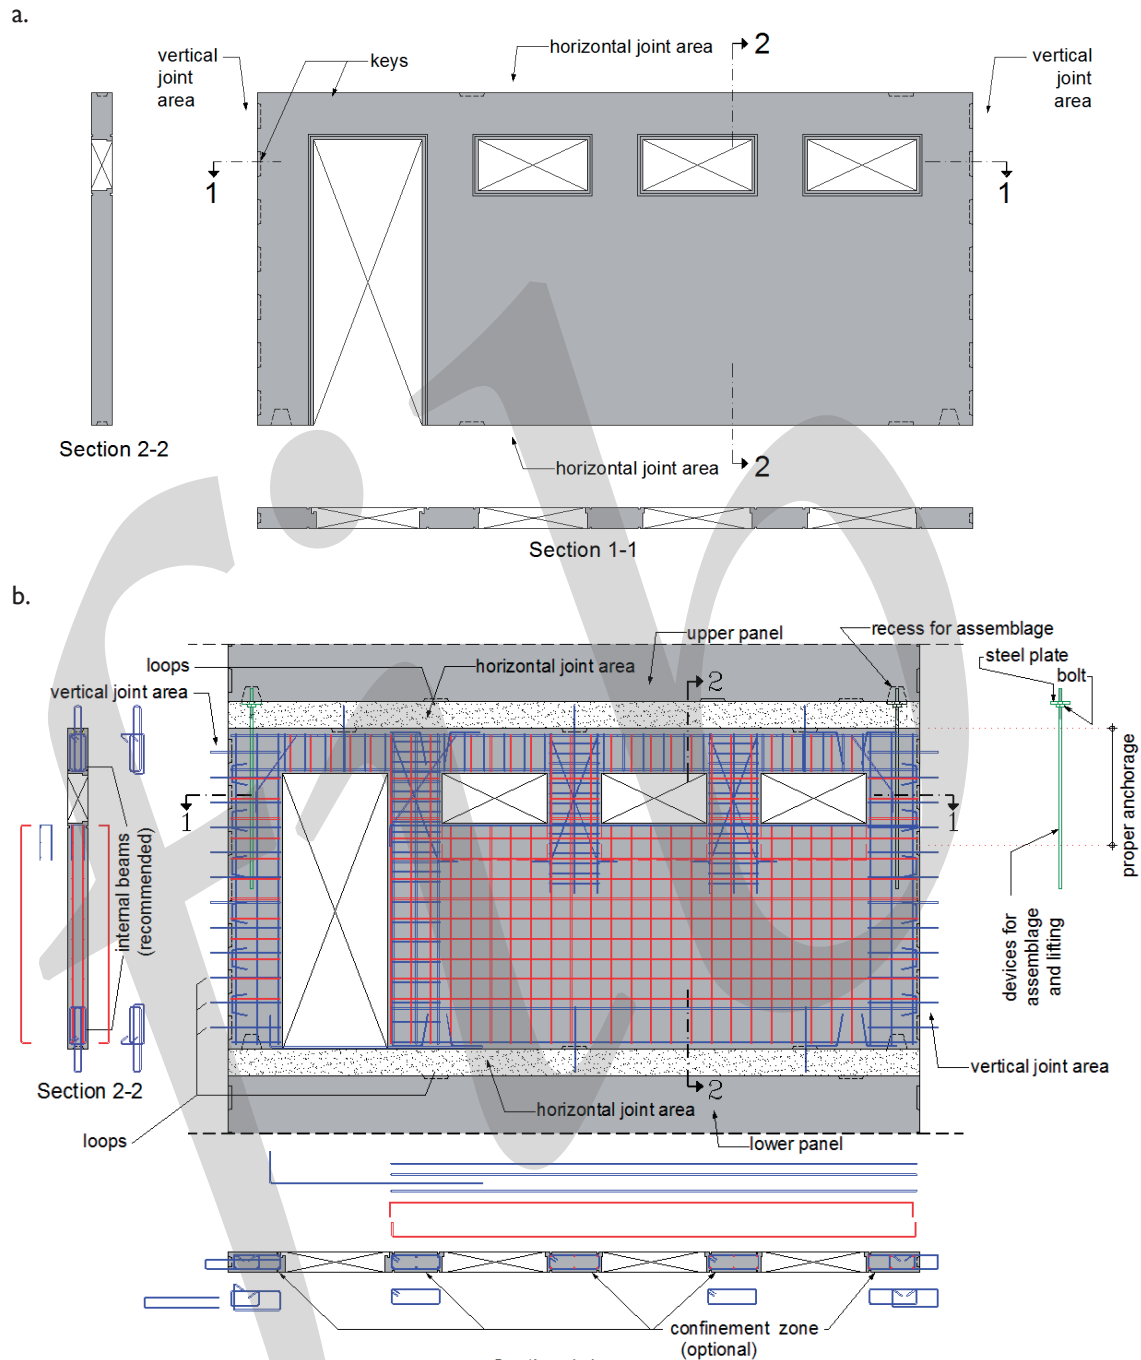 a.
vertical
joint
area
keys
horizontal joint area
2
vertical
joint
area
1
1
Section 2-2
horizontal joint area
2
Section 1-1
b.
upper panel
recess for assemblage
steel plate
bolt
loops
horizontal joint area
vertical joint area
2
1
1
internal beams
(recommended)
proper anchorage
devices for
assemblage
and lifting
Section 2-2
vertical joint area
2
horizontal joint area
loops
lower panel
confinement zone
(optional)
fib